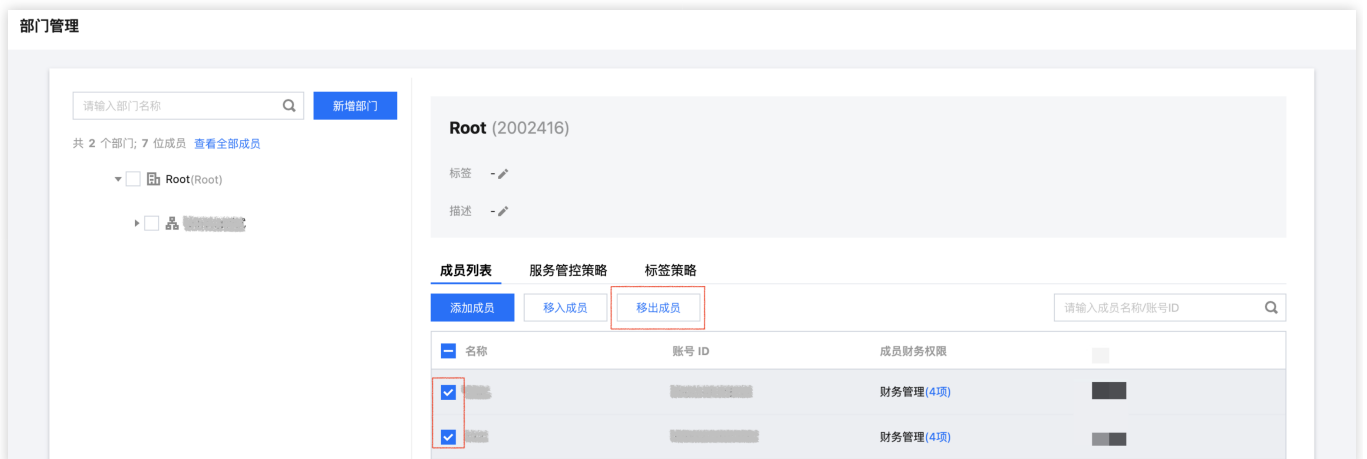 部门管理
请输入部门名称
新增部门
共 2 个部门; 7 位成员 查看全部成员
Root(Root)
Root (2002416)
标签 -
描述 -
成员列表 服务管控策略 标签策略
添加成员 移入成员 移出成员 请输入成员名称/账号ID
名称 账号 ID 成员财务权限
财务管理(4项)
财务管理(4项)